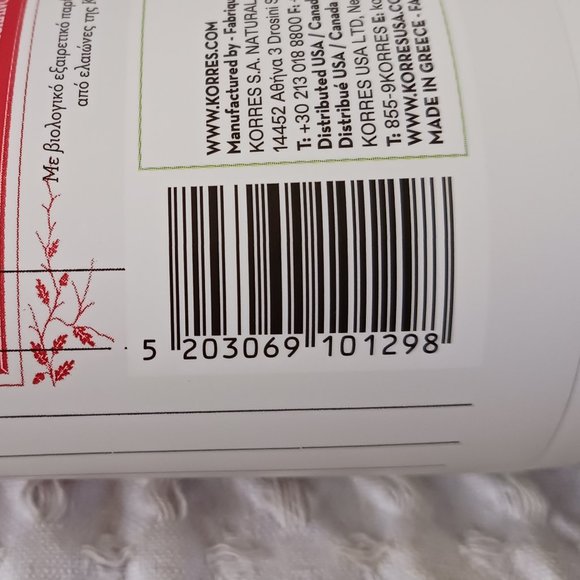 Με βιολογικό εξαιρετικό παρ
από ελαιώνες της Κ
WWW.KORRES.COM
Manufactured by · Fabriqu
KORRES S.A. NATURAL
14452 Αθήνα 3 Drosini S
T: +30 213 018 8800 F:
Distributed USA / Canad
Distribué USA / Canada
KORRES USA LTD, Ne
T: 855-9KORRES E: ko
WWW.KORRESUSA.CO
MADE IN GREECE · FA
5 203069 101298